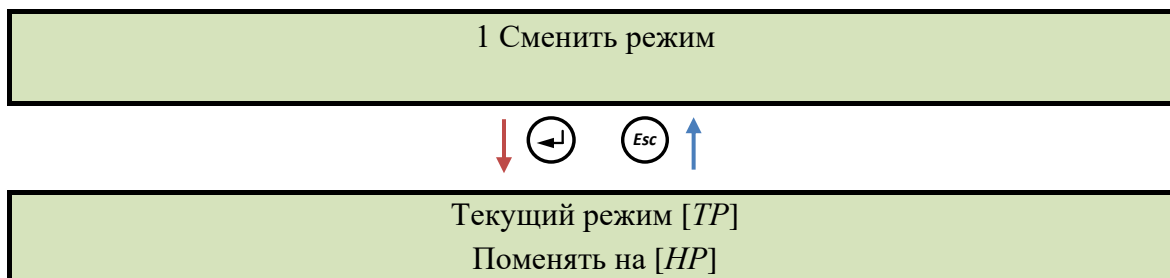 1 Сменить режим
Esc
Текущий режим [ТР]
Поменять на [НР]